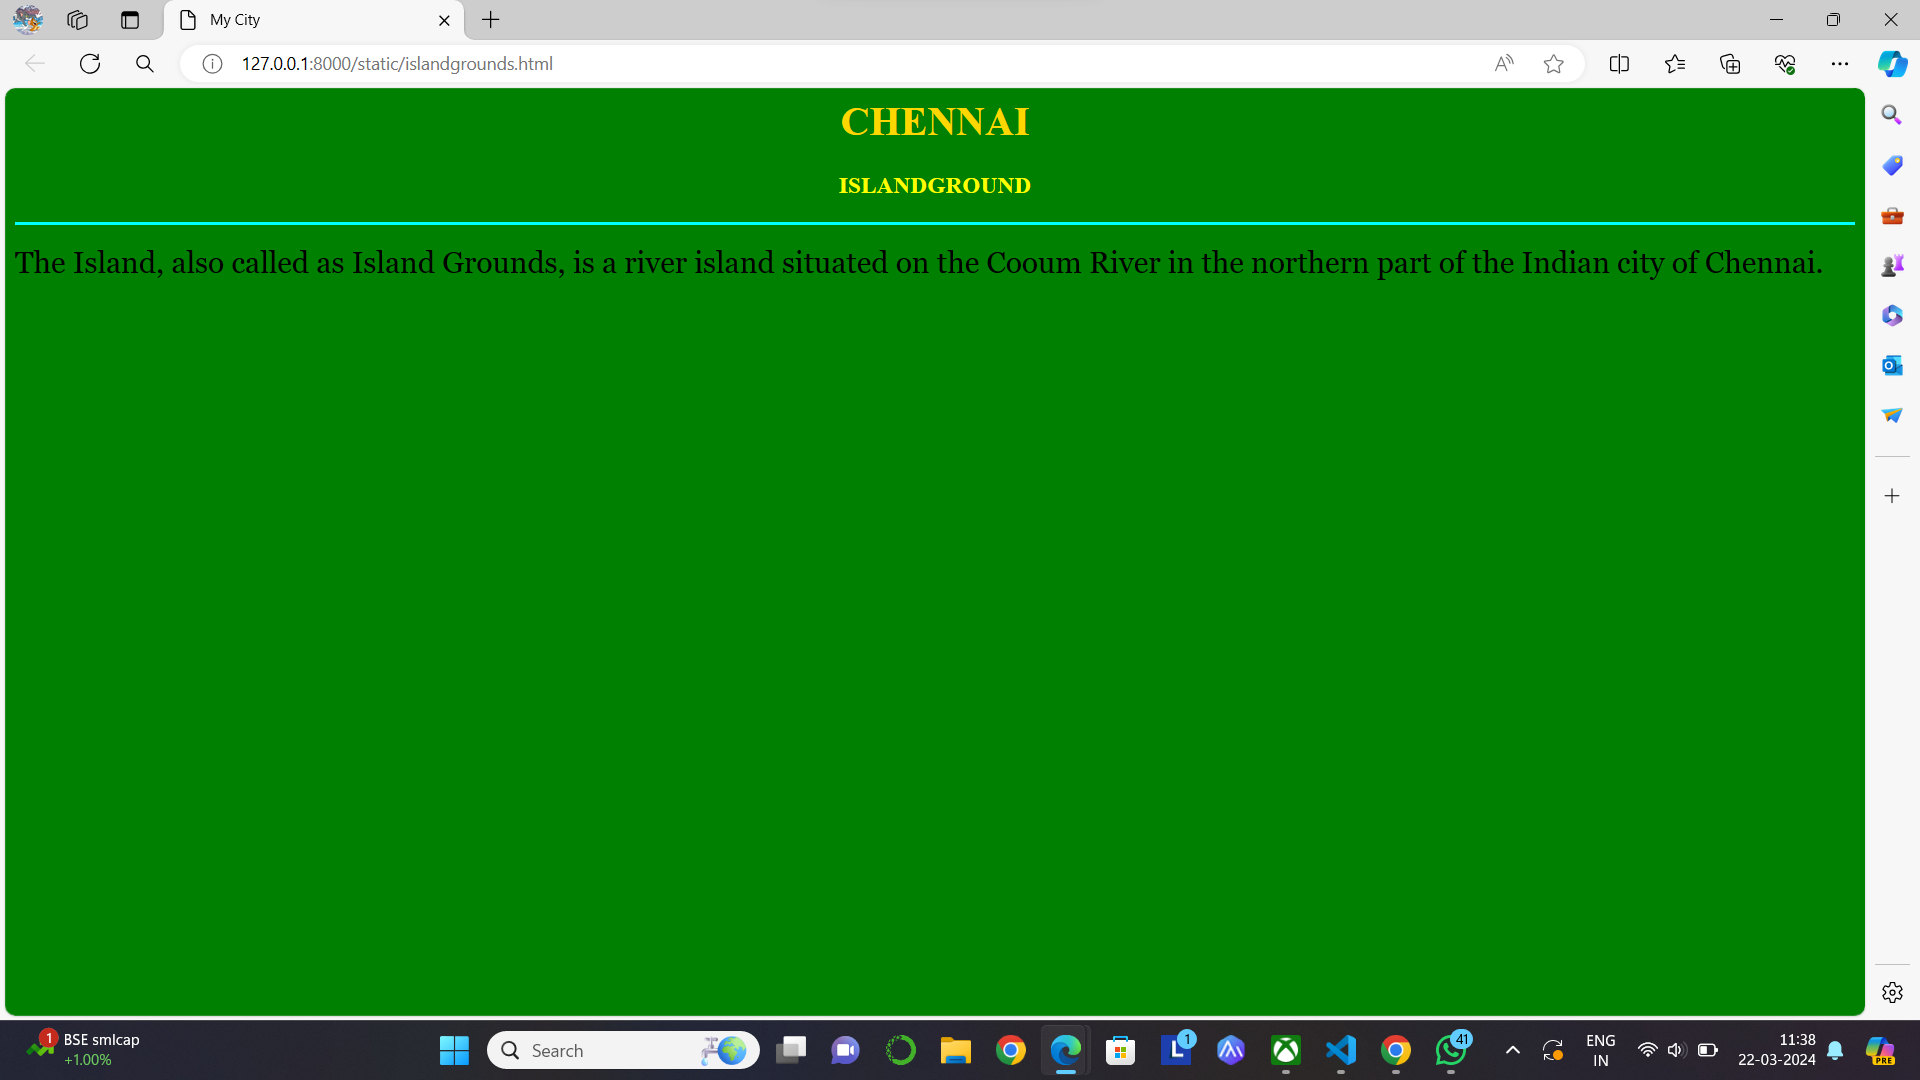 My City
127.0.0.1:8000/static/islandgrounds.html
CHENNAI
ISLANDGROUND
The Island, also called as Island Grounds, is a river island situated on the Cooum River in the northern part of the Indian city of Chennai.
1
BSE smlcap
+1.00%
Search
L
1
41
ENG
IN
11:38
22-03-2024
PRE